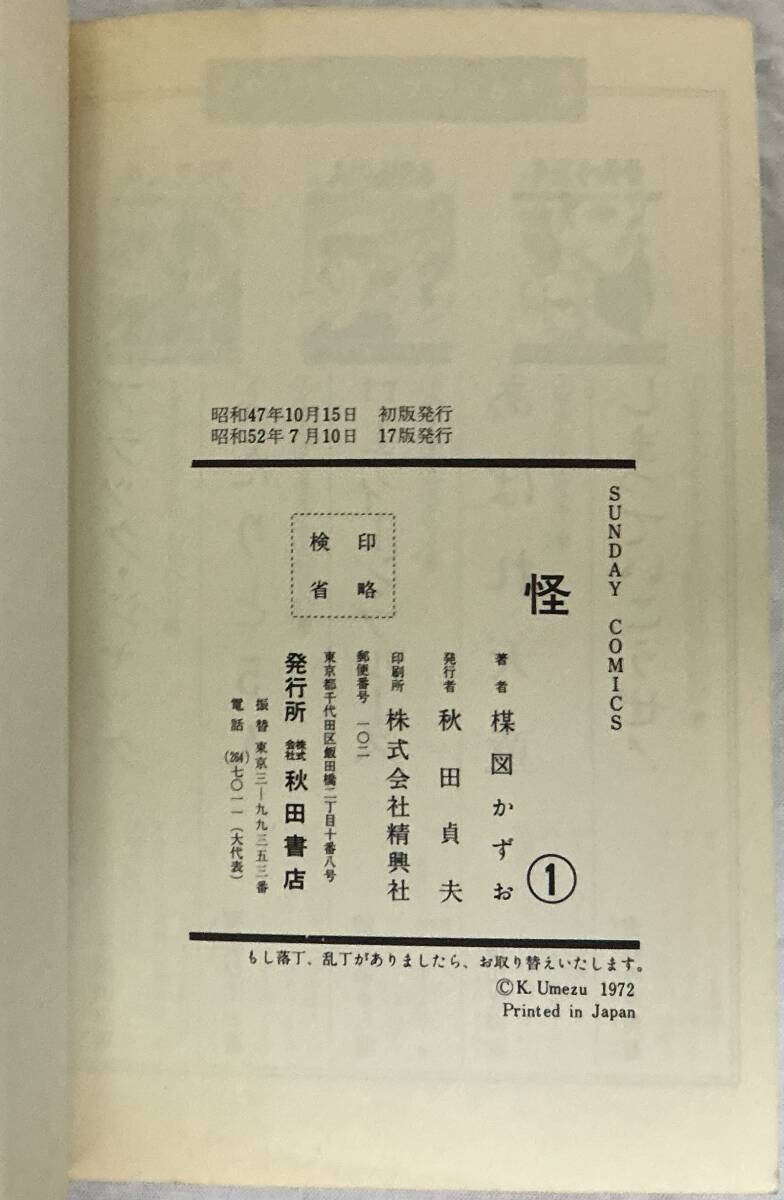 昭和47年10月15日 初版発行
昭和52年7月10日 17版発行
SUNDAY COMICS
怪 ①
著者 楳図かずお
発行者 秋田貞夫
印刷所 株式会社精興社
郵便番号 一〇二
東京都千代田区飯田橋二丁目十番八号
発行所 株式会社 秋田書店
振替 東京三―九九三五三番
電話 (264)七〇一一(大代表)
検印
省略
もし落丁、乱丁がありましたら、お取り替えいたします。
©K. Umezu 1972
Printed in Japan